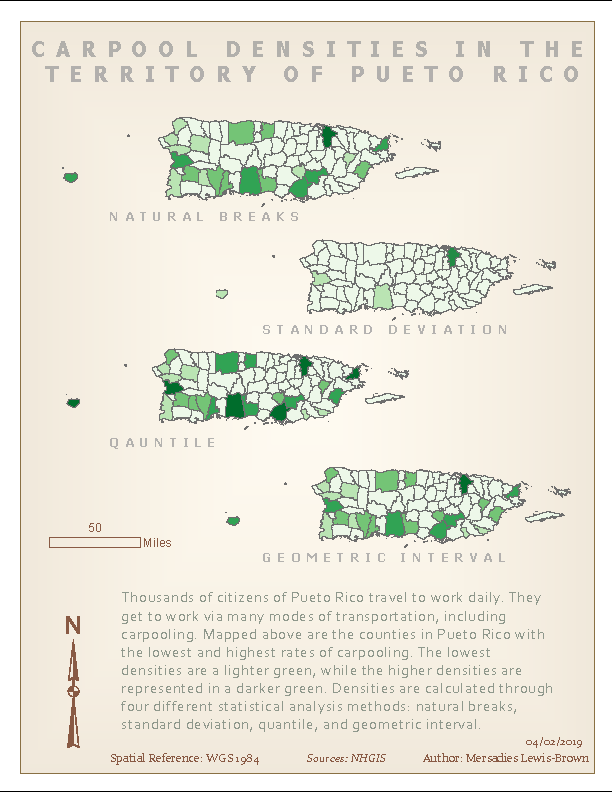 CARPOOL DENSITIES IN THE
TERRITORY OF PUETO RICO
NATURAL BREAKS
STANDARD DEVIATION
QAUNTILE
GEOMETRIC INTERVAL
50
Miles
N
Thousands of citizens of Pueto Rico travel to work daily. They
get to work via many modes of transportation, including
carpooling. Mapped above are the counties in Pueto Rico with
the lowest and highest rates of carpooling. The lowest
densities are a lighter green, while the higher densities are
represented in a darker green. Densities are calculated through
four different statistical analysis methods: natural breaks,
standard deviation, quantile, and geometric interval.
04/02/2019
Spatial Reference: WGS 1984 Sources: NHGIS Author: Mersadies Lewis-Brown